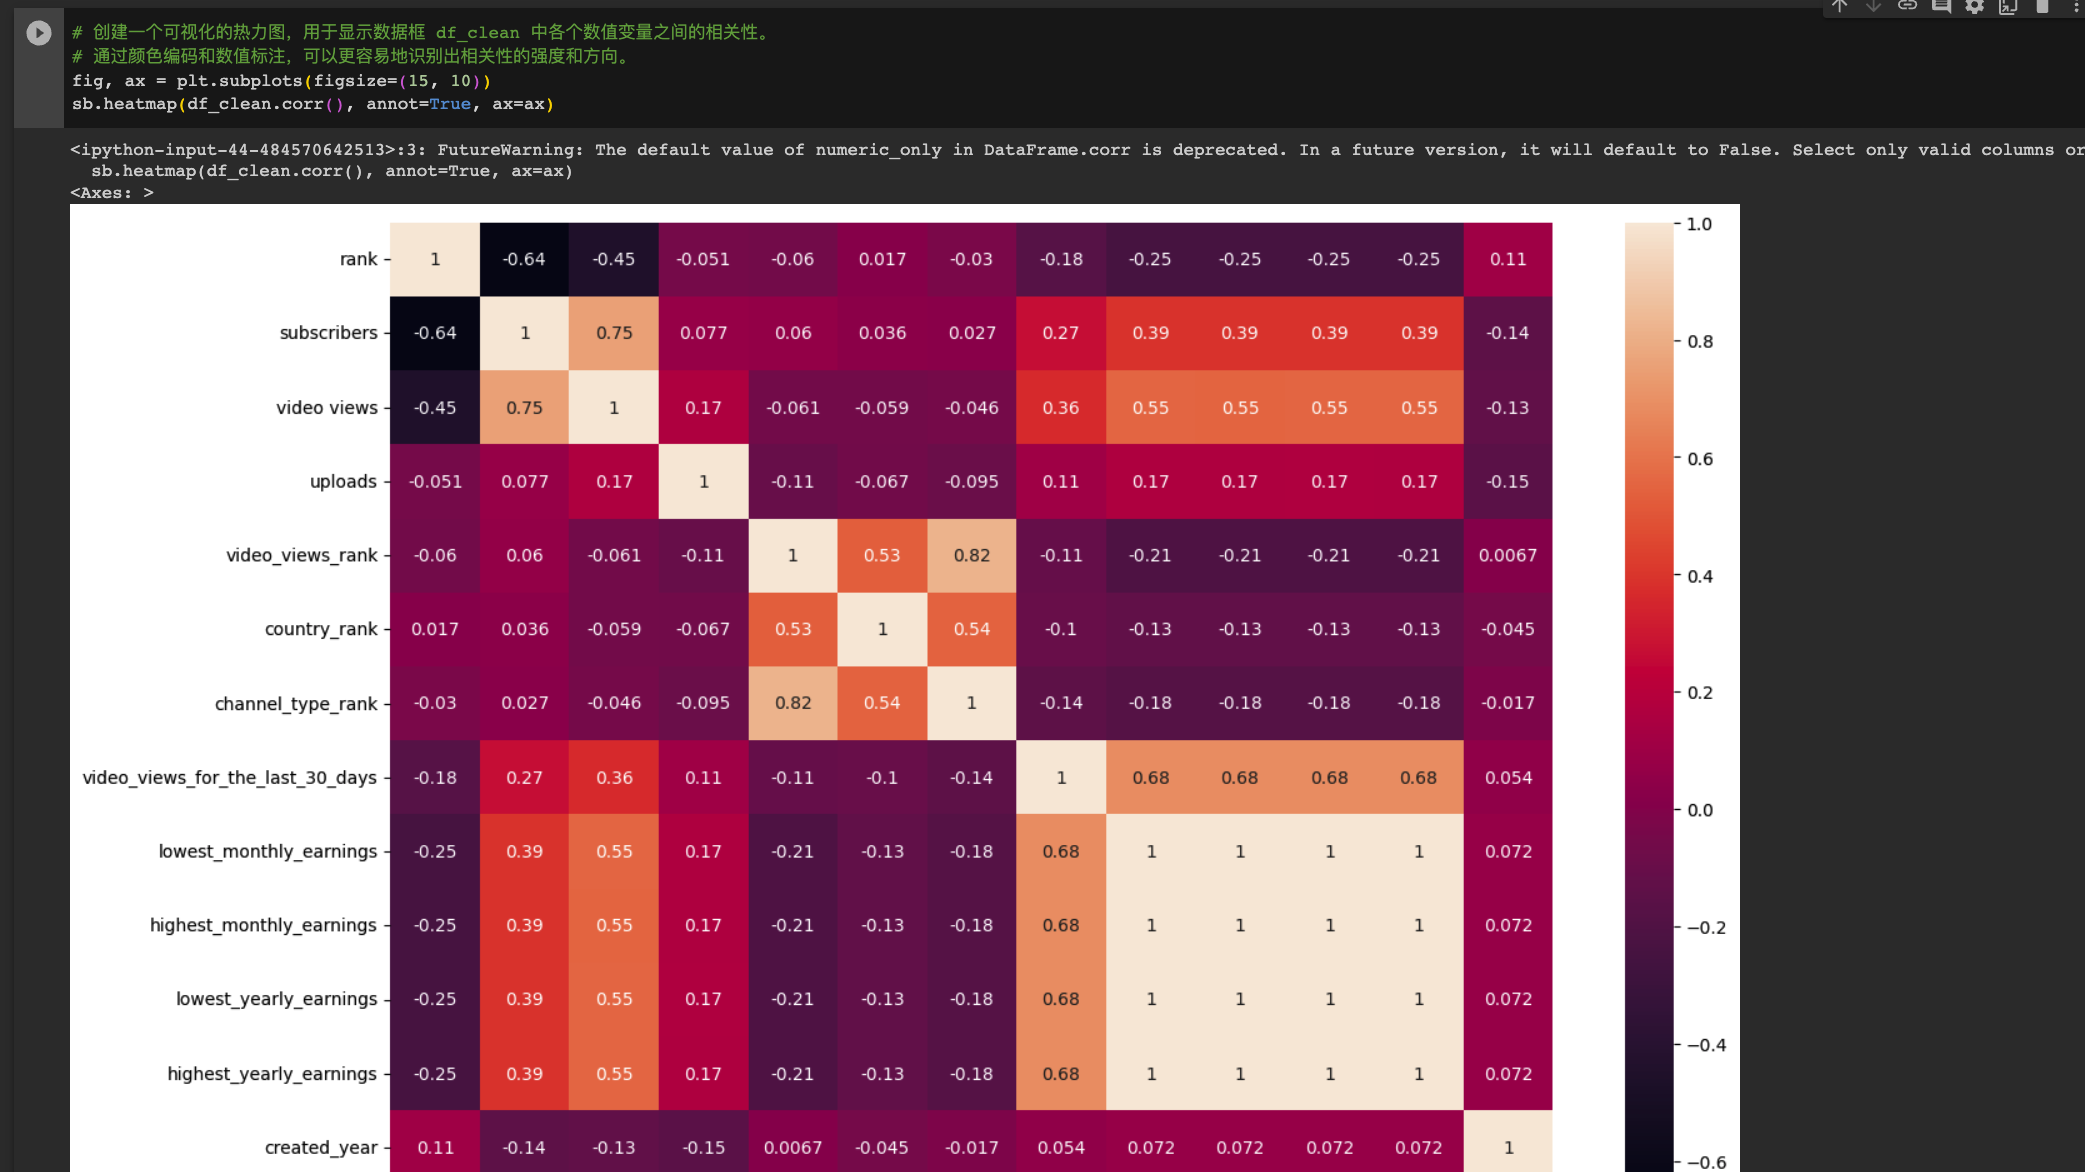 # 创建一个可视化的热力图，用于显示数据框 df_clean 中各个数值变量之间的相关性。
# 通过颜色编码和数值标注，可以更容易地识别出相关性的强度和方向。
fig, ax = plt.subplots(figsize=(15, 10))
sb.heatmap(df_clean.corr(), annot=True, ax=ax)
<ipython-input-44-484570642513>:3: FutureWarning: The default value of numeric_only in DataFrame.corr is deprecated. In a future version, it will default to False. Select only valid columns or
sb.heatmap(df_clean.corr(), annot=True, ax=ax)
<Axes: >
rank 1 -0.64 -0.45 -0.051 -0.06 0.017 -0.03 -0.18 -0.25 -0.25 -0.25 -0.25 0.11
subscribers -0.64 1 0.75 0.077 0.06 0.036 0.027 0.27 0.39 0.39 0.39 0.39 -0.14
video views -0.45 0.75 1 0.17 -0.061 -0.059 -0.046 0.36 0.55 0.55 0.55 0.55 -0.13
uploads -0.051 0.077 0.17 1 -0.11 -0.067 -0.095 0.11 0.17 0.17 0.17 0.17 -0.15
video_views_rank -0.06 0.06 -0.061 -0.11 1 0.53 0.82 -0.11 -0.21 -0.21 -0.21 -0.21 0.0067
country_rank 0.017 0.036 -0.059 -0.067 0.53 1 0.54 -0.1 -0.13 -0.13 -0.13 -0.13 -0.045
channel_type_rank -0.03 0.027 -0.046 -0.095 0.82 0.54 1 -0.14 -0.18 -0.18 -0.18 -0.18 -0.017
video_views_for_the_last_30_days -0.18 0.27 0.36 0.11 -0.11 -0.1 -0.14 1 0.68 0.68 0.68 0.68 0.054
lowest_monthly_earnings -0.25 0.39 0.55 0.17 -0.21 -0.13 -0.18 0.68 1 1 1 1 0.072
highest_monthly_earnings -0.25 0.39 0.55 0.17 -0.21 -0.13 -0.18 0.68 1 1 1 1 0.072
lowest_yearly_earnings -0.25 0.39 0.55 0.17 -0.21 -0.13 -0.18 0.68 1 1 1 1 0.072
highest_yearly_earnings -0.25 0.39 0.55 0.17 -0.21 -0.13 -0.18 0.68 1 1 1 1 0.072
created_year 0.11 -0.14 -0.13 -0.15 0.0067 -0.045 -0.017 0.054 0.072 0.072 0.072 0.072 1
1.0
0.8
0.6
0.4
0.2
0.0
−0.2
−0.4
−0.6